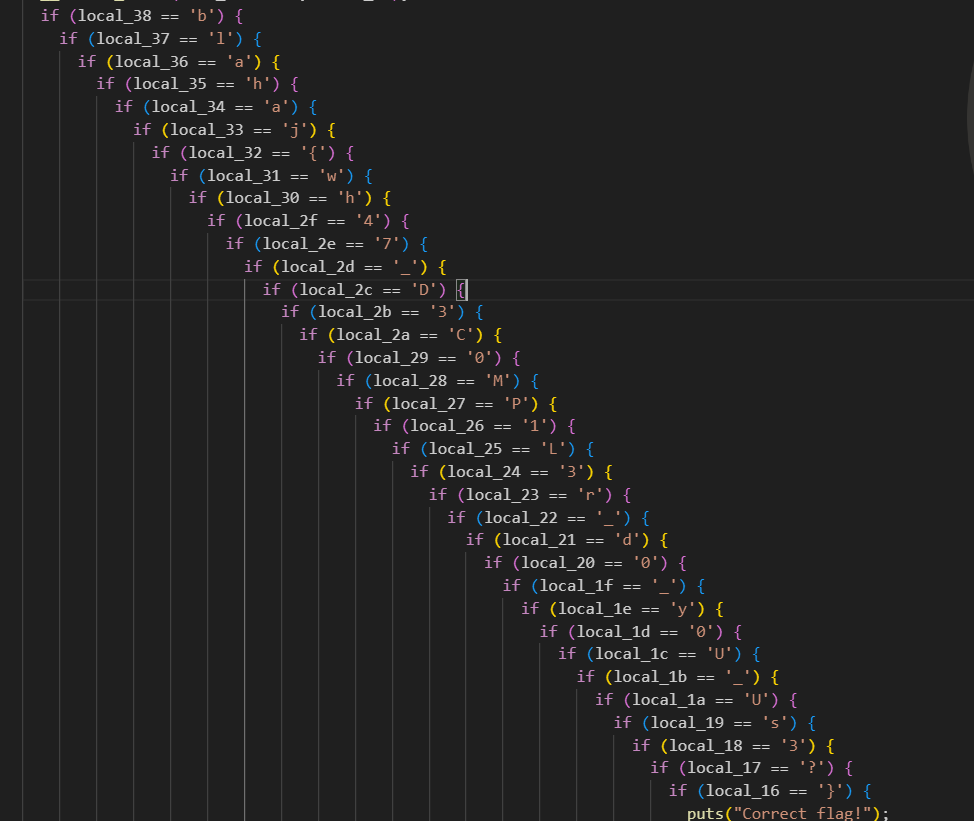 if (local_38 == 'b') {
if (local_37 == 'l') {
if (local_36 == 'a') {
if (local_35 == 'h') {
if (local_34 == 'a') {
if (local_33 == 'j') {
if (local_32 == '{') {
if (local_31 == 'w') {
if (local_30 == 'h') {
if (local_2f == '4') {
if (local_2e == '7') {
if (local_2d == '_') {
if (local_2c == 'D') {
if (local_2b == '3') {
if (local_2a == 'C') {
if (local_29 == '0') {
if (local_28 == 'M') {
if (local_27 == 'P') {
if (local_26 == '1') {
if (local_25 == 'L') {
if (local_24 == '3') {
if (local_23 == 'r') {
if (local_22 == '_') {
if (local_21 == 'd') {
if (local_20 == '0') {
if (local_1f == '_') {
if (local_1e == 'y') {
if (local_1d == '0') {
if (local_1c == 'U') {
if (local_1b == '_') {
if (local_1a == 'U') {
if (local_19 == 's') {
if (local_18 == '3') {
if (local_17 == '?') {
if (local_16 == '}') {
puts("Correct flag!");